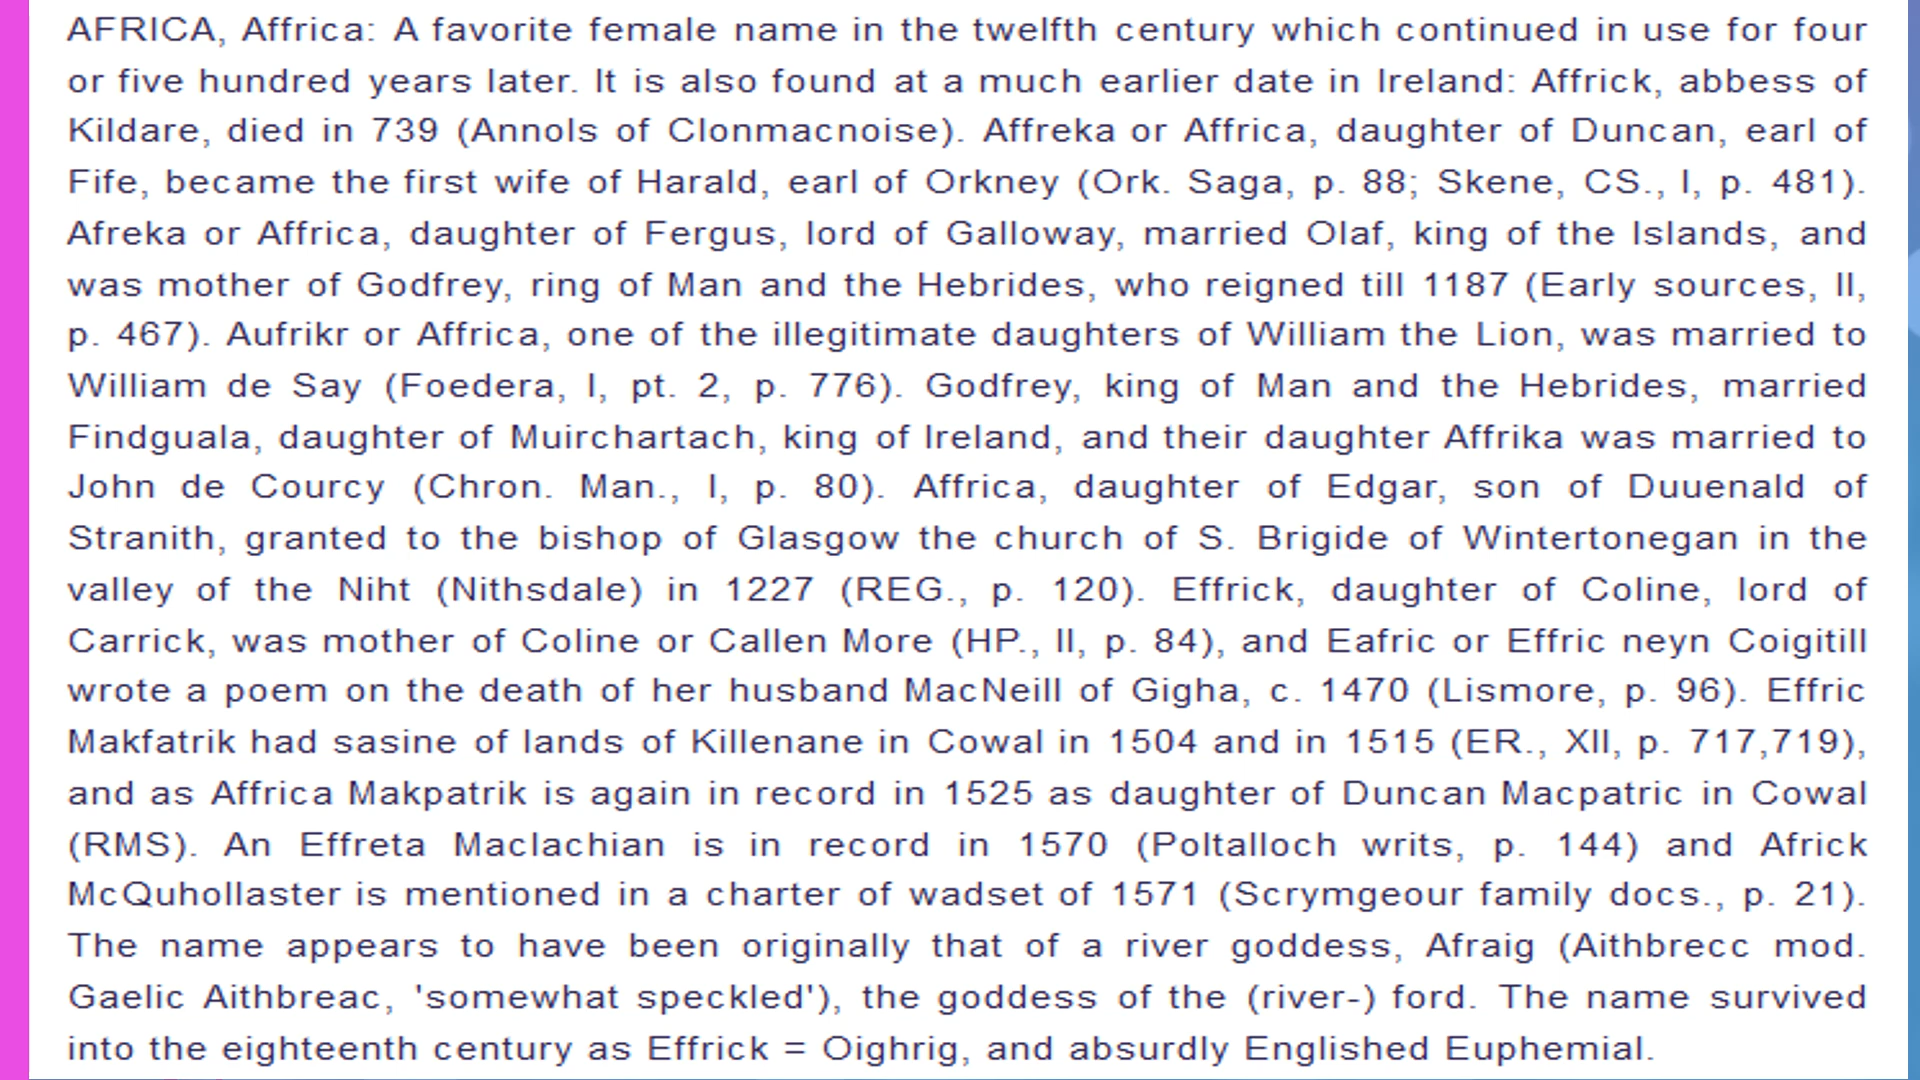 AFRICA, Affrica: A favorite female name in the twelfth century which continued in use for four
or five hundred years later. It is also found at a much earlier date in Ireland: Affrick, abbess of
Kildare, died in 739 (Annols of Clonmacnoise). Affreka or Affrica, daughter of Duncan, earl of
Fife, became the first wife of Harald, earl of Orkney (Ork. Saga, p. 88; Skene, CS., I, p. 481).
Afreka or Affrica, daughter of Fergus, lord of Galloway, married Olaf, king of the Islands, and
was mother of Godfrey, ring of Man and the Hebrides, who reigned till 1187 (Early sources, II,
p. 467). Aufrikr or Affrica, one of the illegitimate daughters of William the Lion, was married to
William de Say (Foedera, I, pt. 2, p. 776). Godfrey, king of Man and the Hebrides, married
Findguala, daughter of Muirchartach, king of Ireland, and their daughter Affrika was married to
John de Courcy (Chron. Man., I, p. 80). Affrica, daughter of Edgar, son of Duuenald of
Stranith, granted to the bishop of Glasgow the church of S. Brigide of Wintertonegan in the
valley of the Niht (Nithsdale) in 1227 (REG., p. 120). Effrick, daughter of Coline, lord of
Carrick, was mother of Coline or Callen More (HP., II, p. 84), and Eafric or Effric neyn Coigitill
wrote a poem on the death of her husband MacNeill of Gigha, c. 1470 (Lismore, p. 96). Effric
Makfatrik had sasine of lands of Killenane in Cowal in 1504 and in 1515 (ER., XII, p. 717,719),
and as Affrica Makpatrik is again in record in 1525 as daughter of Duncan Macpatric in Cowal
(RMS). An Effreta Maclachian is in record in 1570 (Poltalloch writs, p. 144) and Africk
McQuhollaster is mentioned in a charter of wadset of 1571 (Scrymgeour family docs., p. 21).
The name appears to have been originally that of a river goddess, Afraig (Aithbrecc mod.
Gaelic Aithbreac, 'somewhat speckled'), the goddess of the (river-) ford. The name survived
into the eighteenth century as Effrick = Oighrig, and absurdly Englished Euphemial.